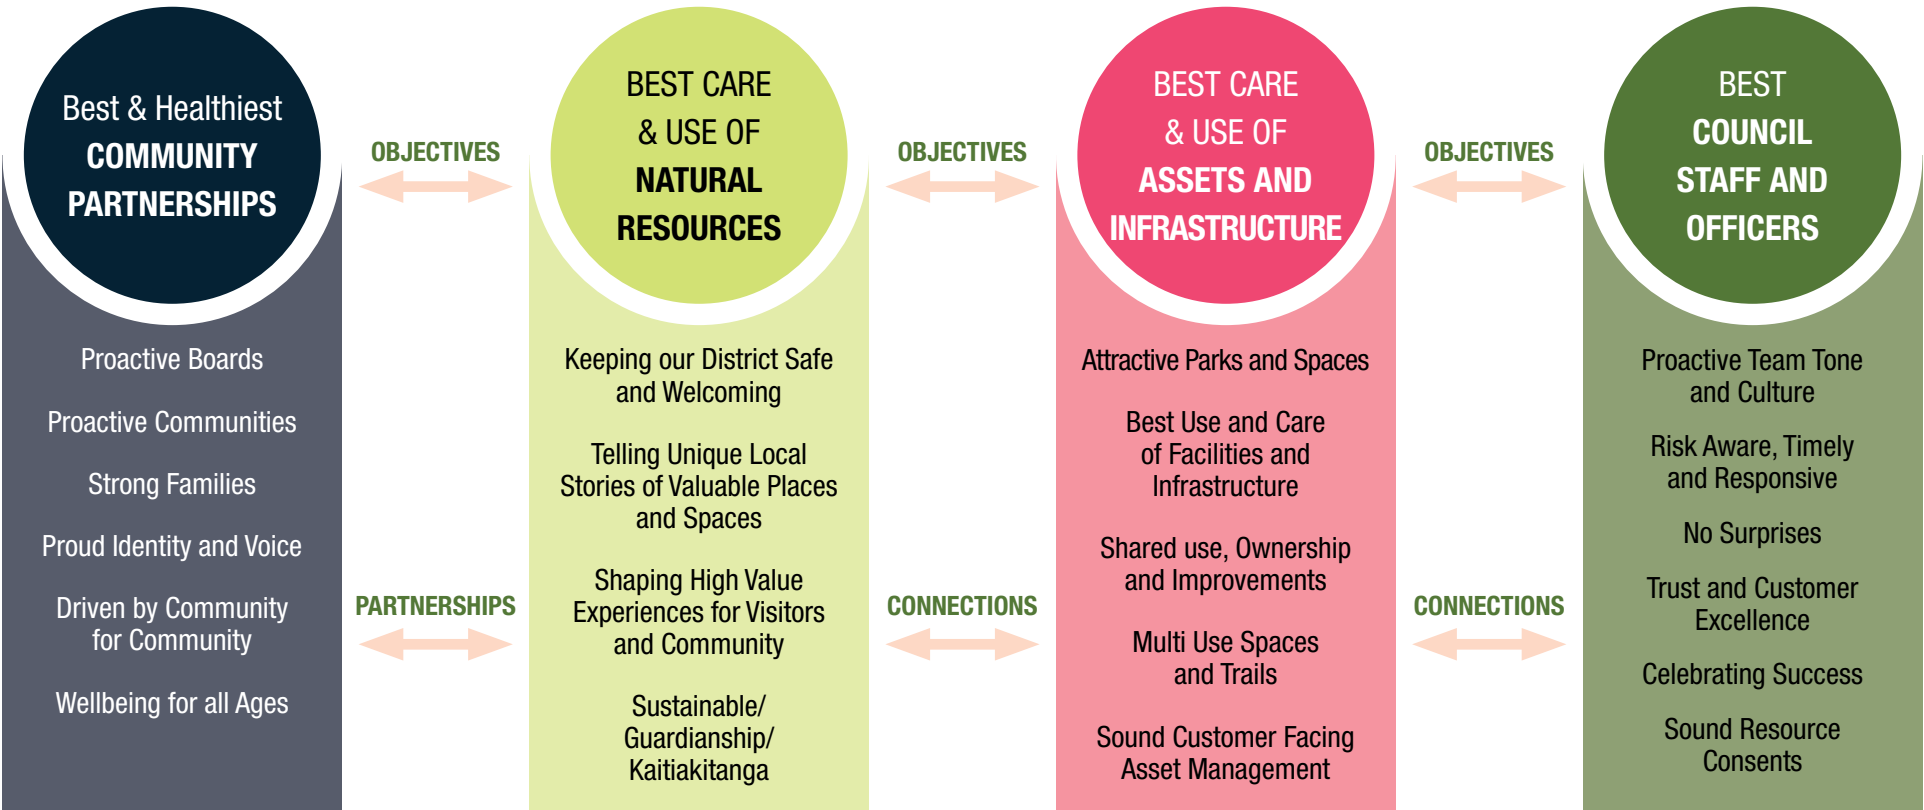 Best & Healthiest
COMMUNITY
PARTNERSHIPS
Proactive Boards
Proactive Communities
Strong Families
Proud Identity and Voice
Driven by Community
for Community
Wellbeing for all Ages
OBJECTIVES
PARTNERSHIPS
BEST CARE
& USE OF
NATURAL
RESOURCES
Keeping our District Safe
and Welcoming
Telling Unique Local
Stories of Valuable Places
and Spaces
Shaping High Value
Experiences for Visitors
and Community
Sustainable/
Guardianship/
Kaitiakitanga
OBJECTIVES
CONNECTIONS
BEST CARE
& USE OF
ASSETS AND
INFRASTRUCTURE
Attractive Parks and Spaces
Best Use and Care
of Facilities and
Infrastructure
Shared use, Ownership
and Improvements
Multi Use Spaces
and Trails
Sound Customer Facing
Asset Management
OBJECTIVES
CONNECTIONS
BEST
COUNCIL
STAFF AND
OFFICERS
Proactive Team Tone
and Culture
Risk Aware, Timely
and Responsive
No Surprises
Trust and Customer
Excellence
Celebrating Success
Sound Resource
Consents